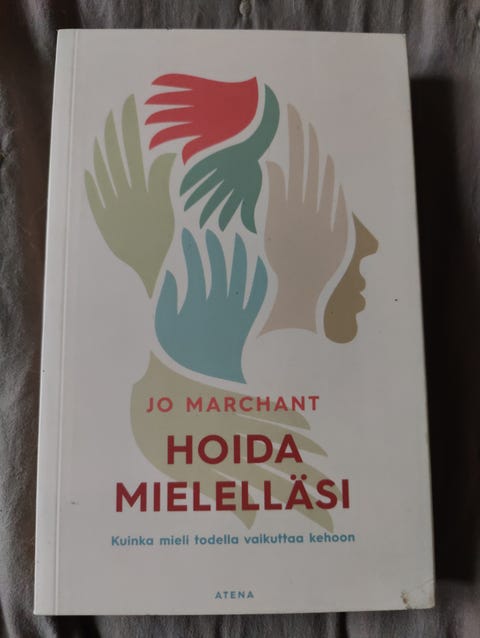 JO MARCHANT
HOIDA
MIELELLÄSI
Kuinka mieli todella vaikuttaa kehoon
ATENA